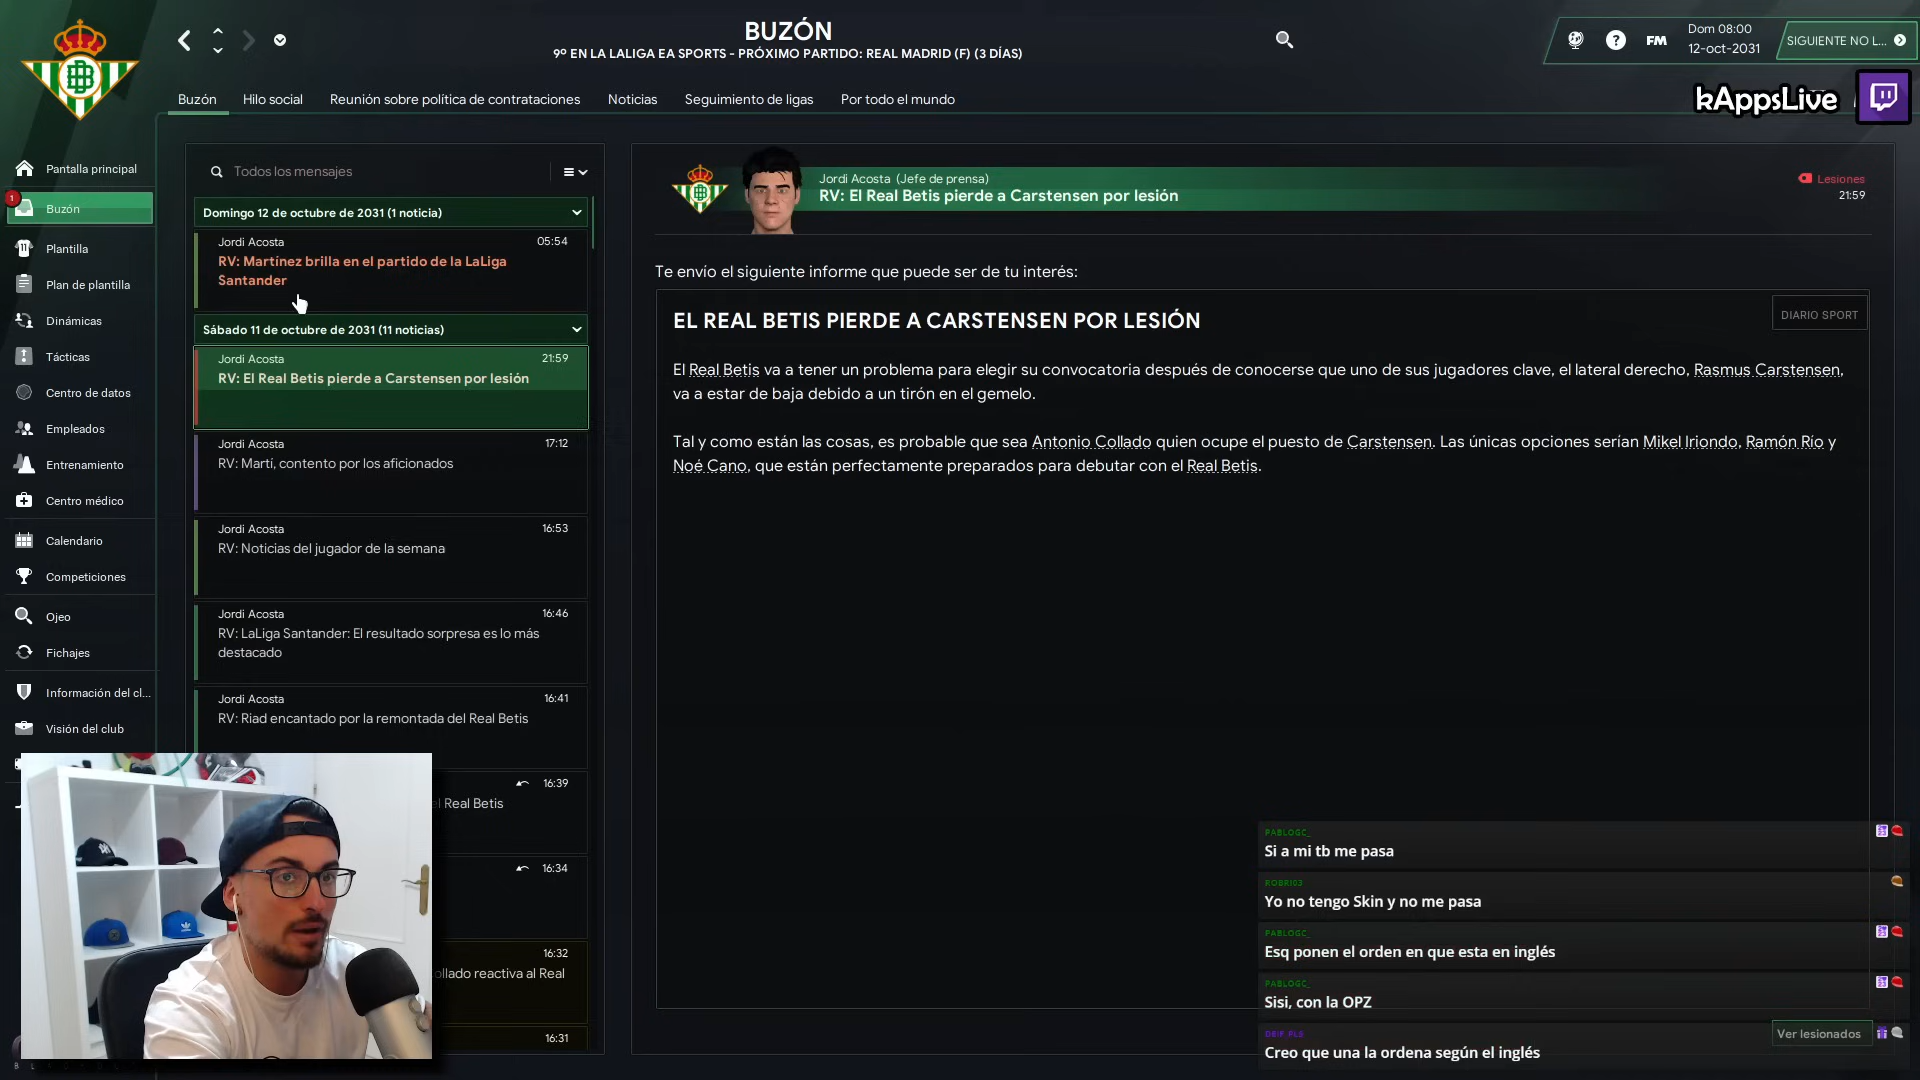 BUZÓN
9º EN LA LALIGA EA SPORTS - PRÓXIMO PARTIDO: REAL MADRID (F) (3 DÍAS)
?
FM
Dom 08:00
12-oct-2031
SIGUIENTE NO L...
kAppsLive
Buzón
Hilo social
Reunión sobre política de contrataciones
Noticias
Seguimiento de ligas
Por todo el mundo
Pantalla principal
1
Buzón
Plantilla
Plan de plantilla
Dinámicas
Tácticas
Centro de datos
Empleados
Entrenamiento
Centro médico
Calendario
Competiciones
Ojeo
Fichajes
Información del cl...
Visión del club
Todos los mensajes
Domingo 12 de octubre de 2031 (1 noticia)
Jordi Acosta
05:54
RV: Martínez brilla en el partido de la LaLiga
Santander
Sábado 11 de octubre de 2031 (11 noticias)
Jordi Acosta
21:59
RV: El Real Betis pierde a Carstensen por lesión
Jordi Acosta
17:12
RV: Martí, contento por los aficionados
Jordi Acosta
16:53
RV: Noticias del jugador de la semana
Jordi Acosta
16:46
RV: LaLiga Santander: El resultado sorpresa es lo más
destacado
Jordi Acosta
16:41
RV: Riad encantado por la remontada del Real Betis
16:39
el Real Betis
16:34
16:32
ollado reactiva al Real
16:31
Jordi Acosta (Jefe de prensa)
RV: El Real Betis pierde a Carstensen por lesión
Lesiones
21:59
Te envío el siguiente informe que puede ser de tu interés:
EL REAL BETIS PIERDE A CARSTENSEN POR LESIÓN
DIARIO SPORT
El Real Betis va a tener un problema para elegir su convocatoria después de conocerse que uno de sus jugadores clave, el lateral derecho, Rasmus Carstensen,
va a estar de baja debido a un tirón en el gemelo.
Tal y como están las cosas, es probable que sea Antonio Collado quien ocupe el puesto de Carstensen. Las únicas opciones serían Mikel Iriondo, Ramón Río y
Noé Cano, que están perfectamente preparados para debutar con el Real Betis.
PABLOGC_
Si a mi tb me pasa
ROBRI03
Yo no tengo Skin y no me pasa
PABLOGC_
Esq ponen el orden en que esta en inglés
PABLOGC_
Sisi, con la OPZ
Ver lesionados
Creo que una la ordena según el inglés